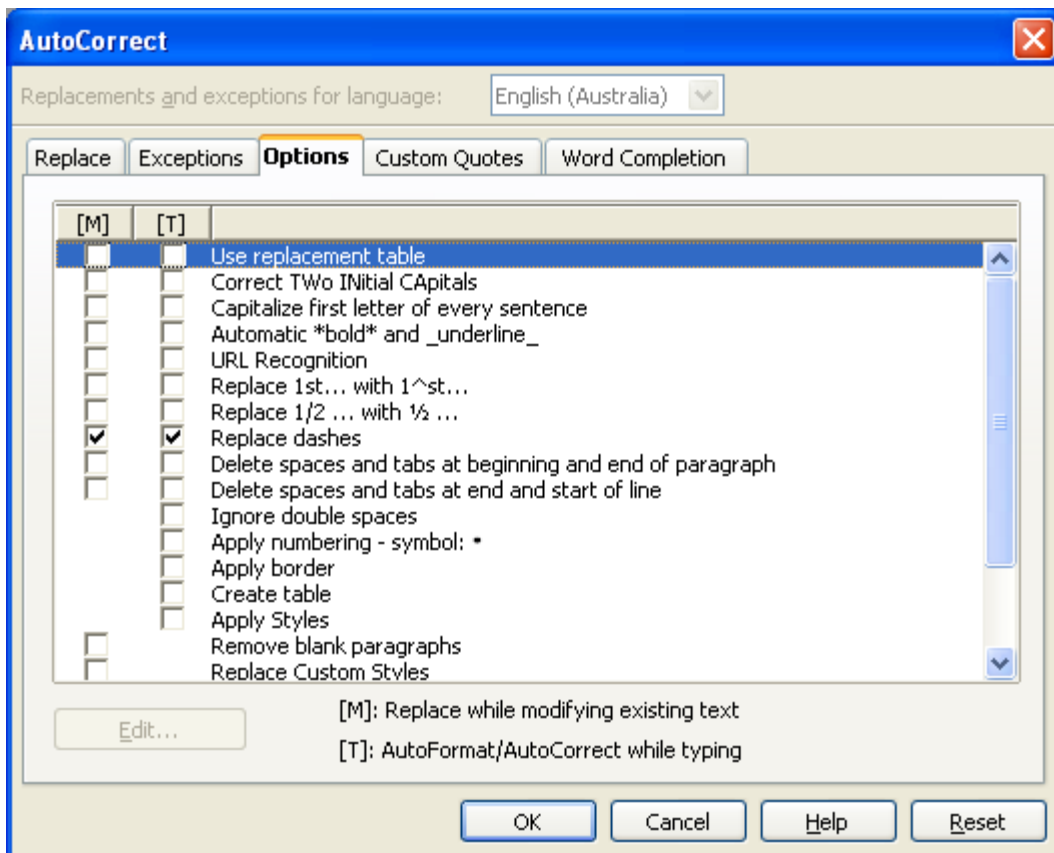 AutoCorrect
Replacements and exceptions for language: English (Australia)
Replace Exceptions Options Custom Quotes Word Completion
[M] [T]
Use replacement table
Correct TWo INitial CApitals
Capitalize first letter of every sentence
Automatic *bold* and _underline_
URL Recognition
Replace 1st... with 1^st...
Replace 1/2 ... with ½ ...
Replace dashes
Delete spaces and tabs at beginning and end of paragraph
Delete spaces and tabs at end and start of line
Ignore double spaces
Apply numbering - symbol: •
Apply border
Create table
Apply Styles
Remove blank paragraphs
Replace Custom Styles
[M]: Replace while modifying existing text
Edit...
[T]: AutoFormat/AutoCorrect while typing
OK Cancel Help Reset